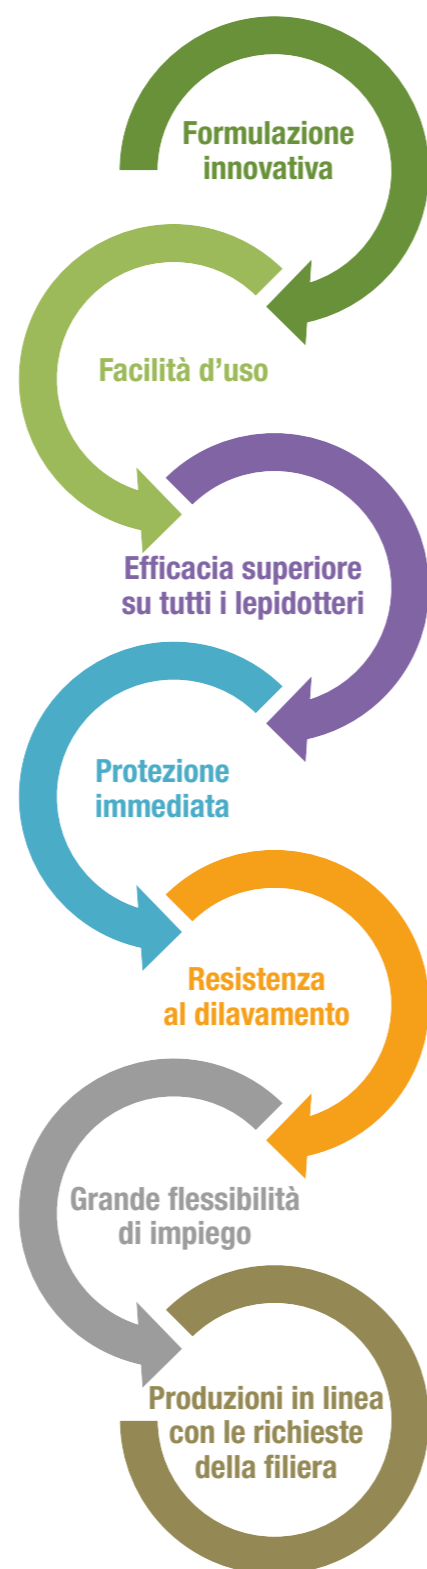 Formulazione
innovativa
Facilità d’uso
Efficacia superiore
su tutti i lepidotteri
Protezione
immediata
Resistenza
al dilavamento
Grande flessibilità
di impiego
Produzioni in linea
con le richieste
della filiera